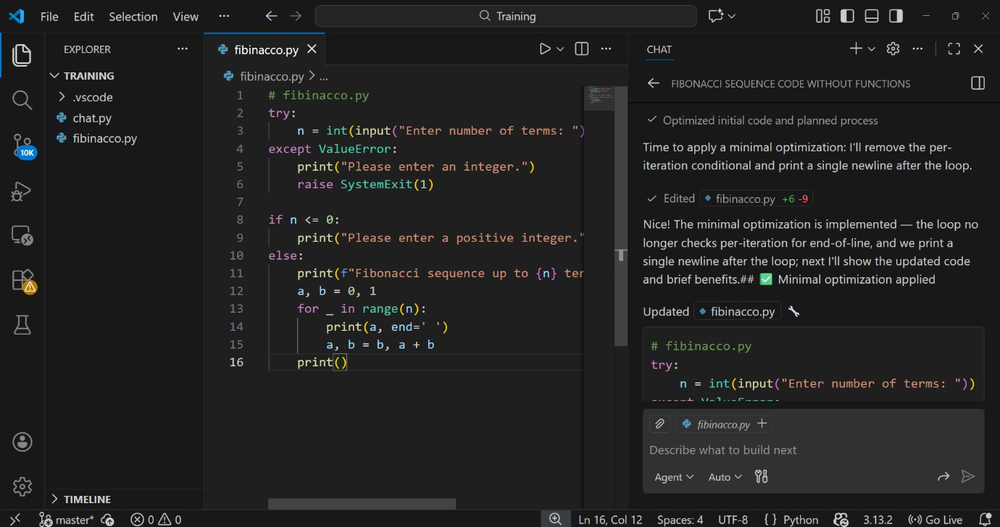 File Edit Selection View ···
Training
EXPLORER ···
TRAINING
.vscode
chat.py
fibinacco.py
10K
TIMELINE
fibinacco.py
fibinacco.py > ...
1 # fibinacco.py
2 try:
3 n = int(input("Enter number of terms: ")
4 except ValueError:
5 print("Please enter an integer.")
6 raise SystemExit(1)
7
8 if n <= 0:
9 print("Please enter a positive integer."
10 else:
11 print(f"Fibonacci sequence up to {n} ter
12 a, b = 0, 1
13 for _ in range(n):
14 print(a, end=' ')
15 a, b = b, a + b
16 print()
CHAT
FIBONACCI SEQUENCE CODE WITHOUT FUNCTIONS
Optimized initial code and planned process
Time to apply a minimal optimization: I'll remove the per-
iteration conditional and print a single newline after the loop.
Edited fibinacco.py +6 -9
Nice! The minimal optimization is implemented — the loop no
longer checks per-iteration for end-of-line, and we print a
single newline after the loop; next I'll show the updated code
and brief benefits.## ✅ Minimal optimization applied
Updated fibinacco.py 🔧
# fibinacco.py
try:
n = int(input("Enter number of terms: "))
except ValueError:
fibinacco.py
Describe what to build next
Agent Auto
master* 0 0 Ln 16, Col 12 Spaces: 4 UTF-8 { } Python 3.13.2 Go Live